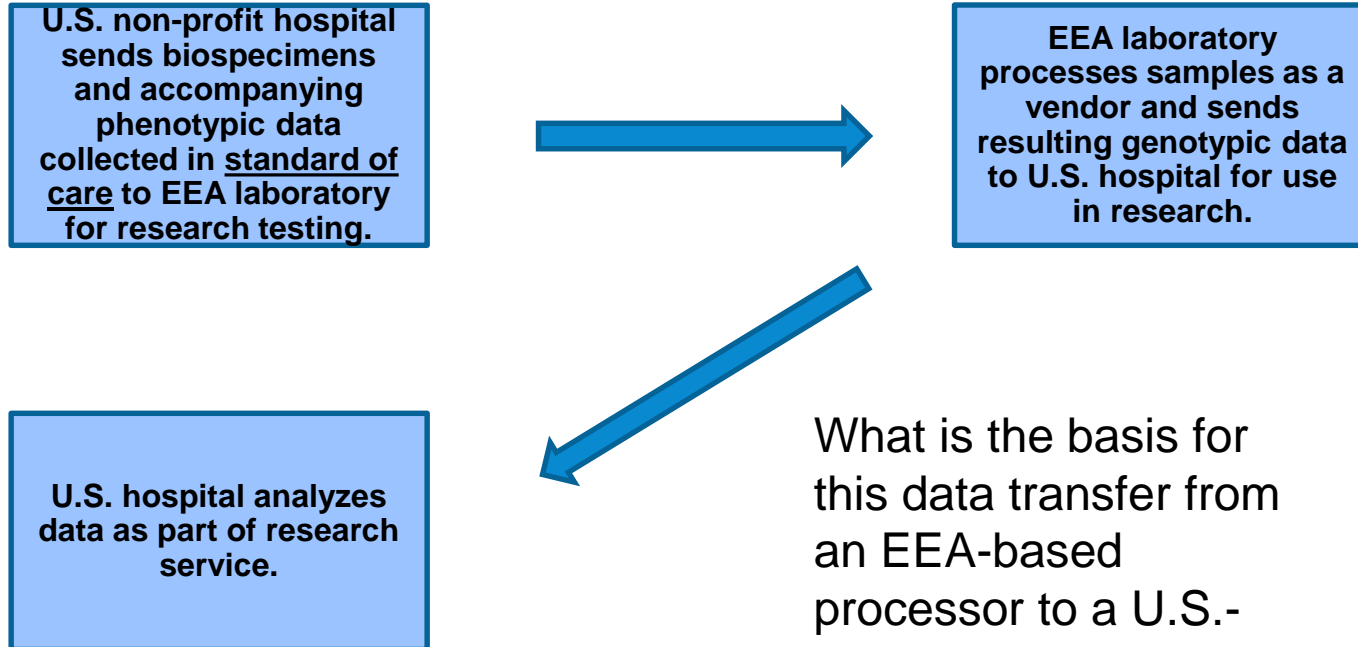 U.S. non-profit hospital
sends biospecimens
and accompanying
phenotypic data
collected in standard of
care to EEA laboratory
for research testing.
EEA laboratory
processes samples as a
vendor and sends
resulting genotypic data
to U.S. hospital for use
in research.
U.S. hospital analyzes
data as part of research
service.
What is the basis for
this data transfer from
an EEA-based
processor to a U.S.-